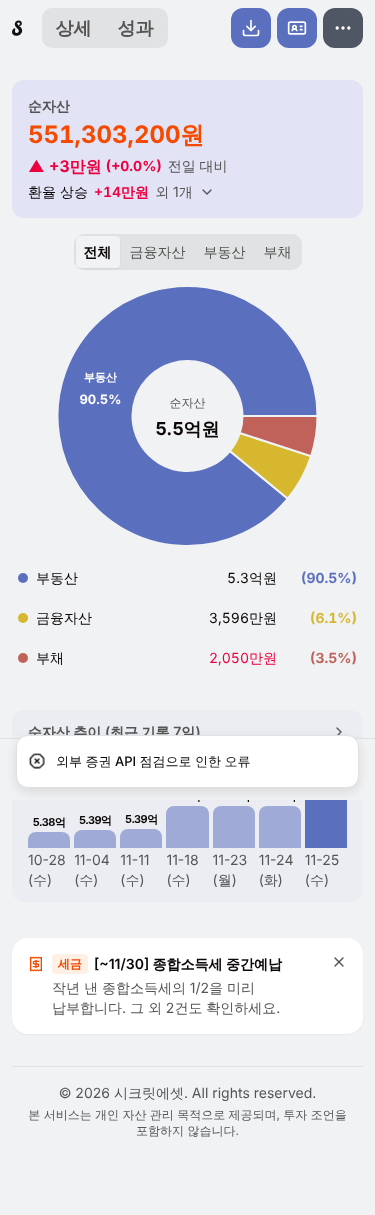 S 상세 성과
순자산
551,303,200원
▲ +3만원 (+0.0%) 전일 대비
환율 상승 +14만원 외 1개
전체 금융자산 부동산 부채
부동산
90.5%
순자산
5.5억원
부동산 5.3억원 (90.5%)
금융자산 3,596만원 (6.1%)
부채 2,050만원 (3.5%)
순자산 추이 (최근 기록 7일)
외부 증권 API 점검으로 인한 오류
5.38억 5.39억 5.39억
10-28 11-04 11-11 11-18 11-23 11-24 11-25
(수) (수) (수) (수) (월) (화) (수)
세금 [~11/30] 종합소득세 중간예납
작년 낸 종합소득세의 1/2을 미리
납부합니다. 그 외 2건도 확인하세요.
© 2026 시크릿에셋. All rights reserved.
본 서비스는 개인 자산 관리 목적으로 제공되며, 투자 조언을
포함하지 않습니다.